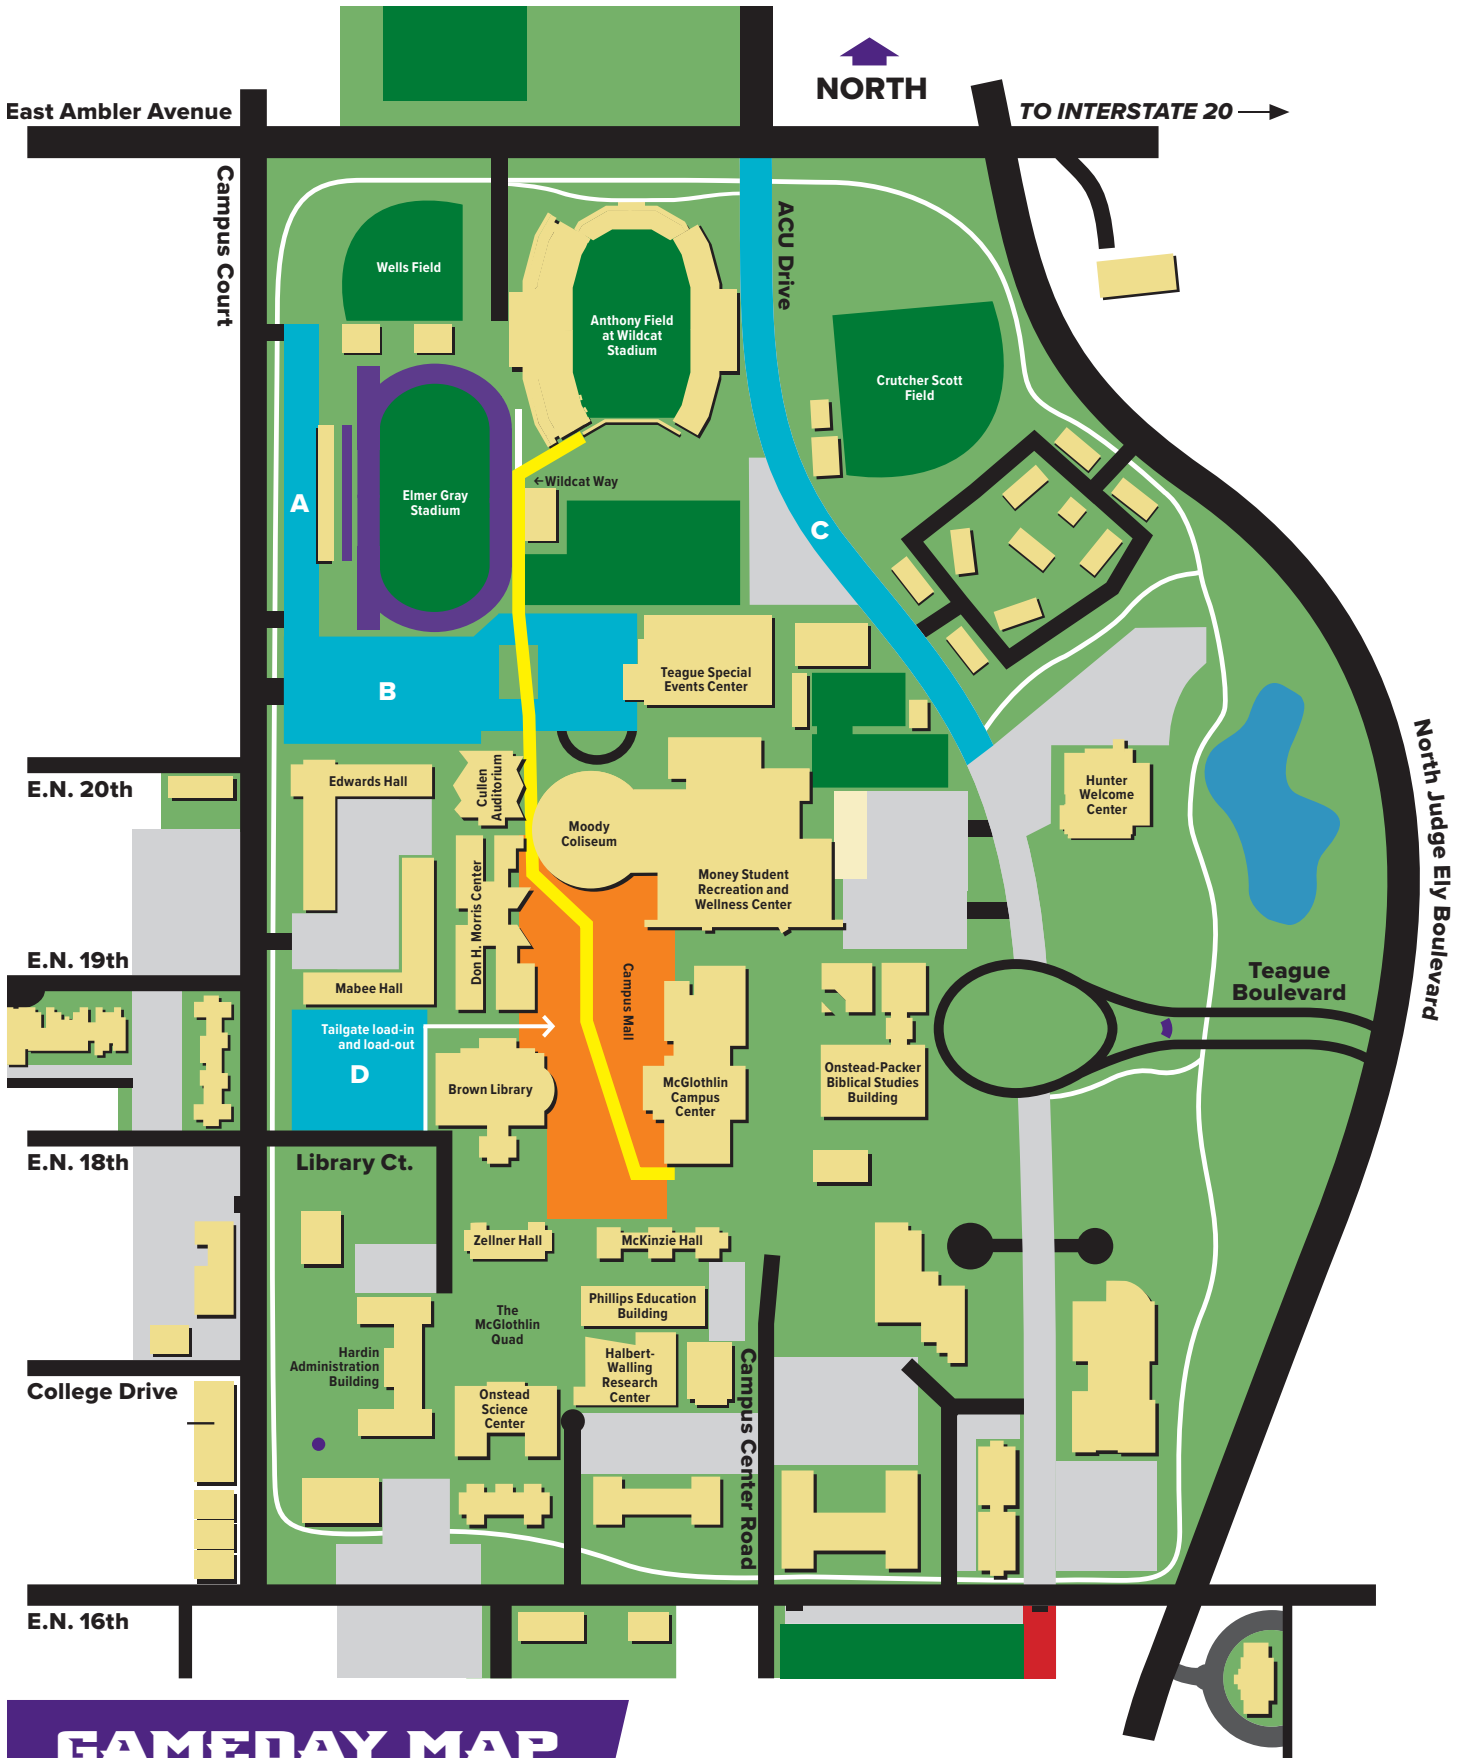 NORTH
East Ambler Avenue
TO INTERSTATE 20
Campus Court
ACU Drive
Wells Field
Anthony Field
at Wildcat
Stadium
Crutcher Scott
Field
←Wildcat Way
A
Elmer Gray
Stadium
C
B
Teague Special
Events Center
North Judge Ely Boulevard
E.N. 20th
Edwards Hall
Cullen
Auditorium
Hunter
Welcome
Center
Moody
Coliseum
Money Student
Recreation and
Wellness Center
Don H. Morris Center
E.N. 19th
Mabee Hall
Campus Mall
Teague
Boulevard
Tailgate load-in
and load-out
D
Brown Library
McGlothlin
Campus
Center
Onstead-Packer
Biblical Studies
Building
E.N. 18th
Library Ct.
Zellner Hall
McKinzie Hall
Phillips Education
Building
The
McGlothlin
Quad
Hardin
Administration
Building
Halbert-
Walling
Research
Center
Campus Center Road
College Drive
Onstead
Science
Center
E.N. 16th
GAMEDAY MAP